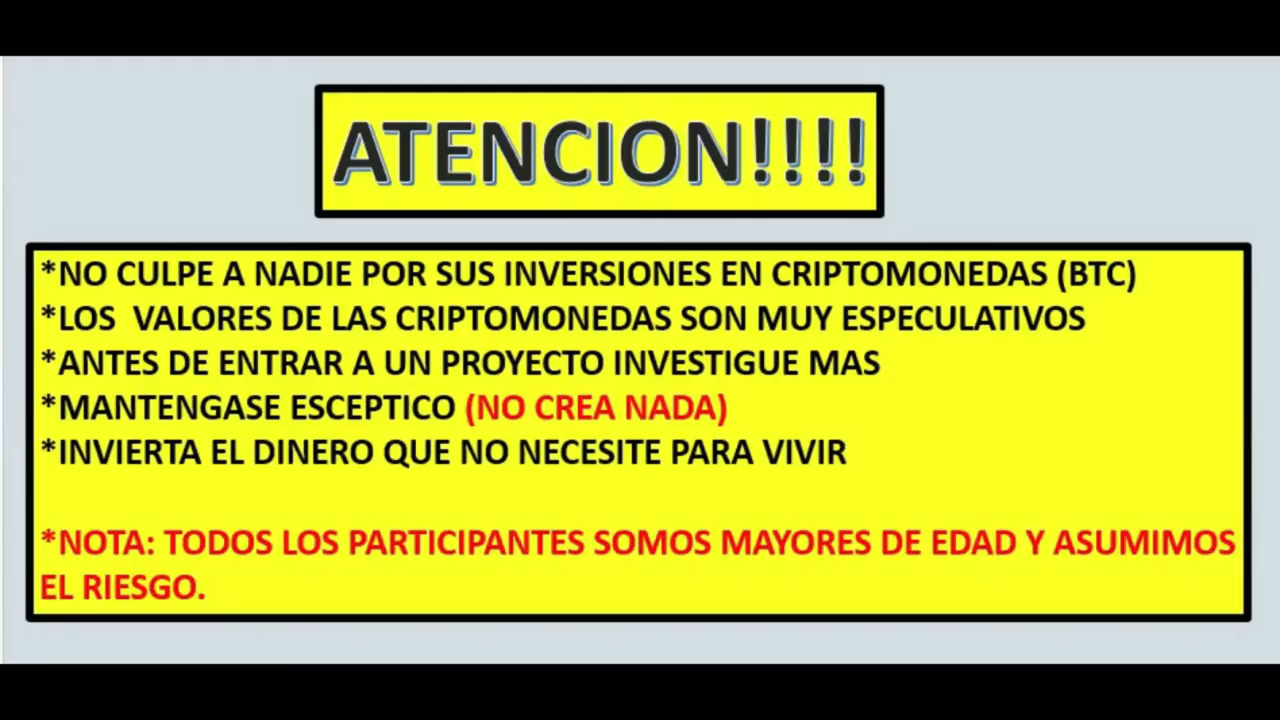 ATENCION!!!!
*NO CULPE A NADIE POR SUS INVERSIONES EN CRIPTOMONEDAS (BTC)
*LOS  VALORES DE LAS CRIPTOMONEDAS SON MUY ESPECULATIVOS
*ANTES DE ENTRAR A UN PROYECTO INVESTIGUE MAS
*MANTENGASE ESCEPTICO (NO CREA NADA)
*INVIERTA EL DINERO QUE NO NECESITE PARA VIVIR
*NOTA: TODOS LOS PARTICIPANTES SOMOS MAYORES DE EDAD Y ASUMIMOS
EL RIESGO.